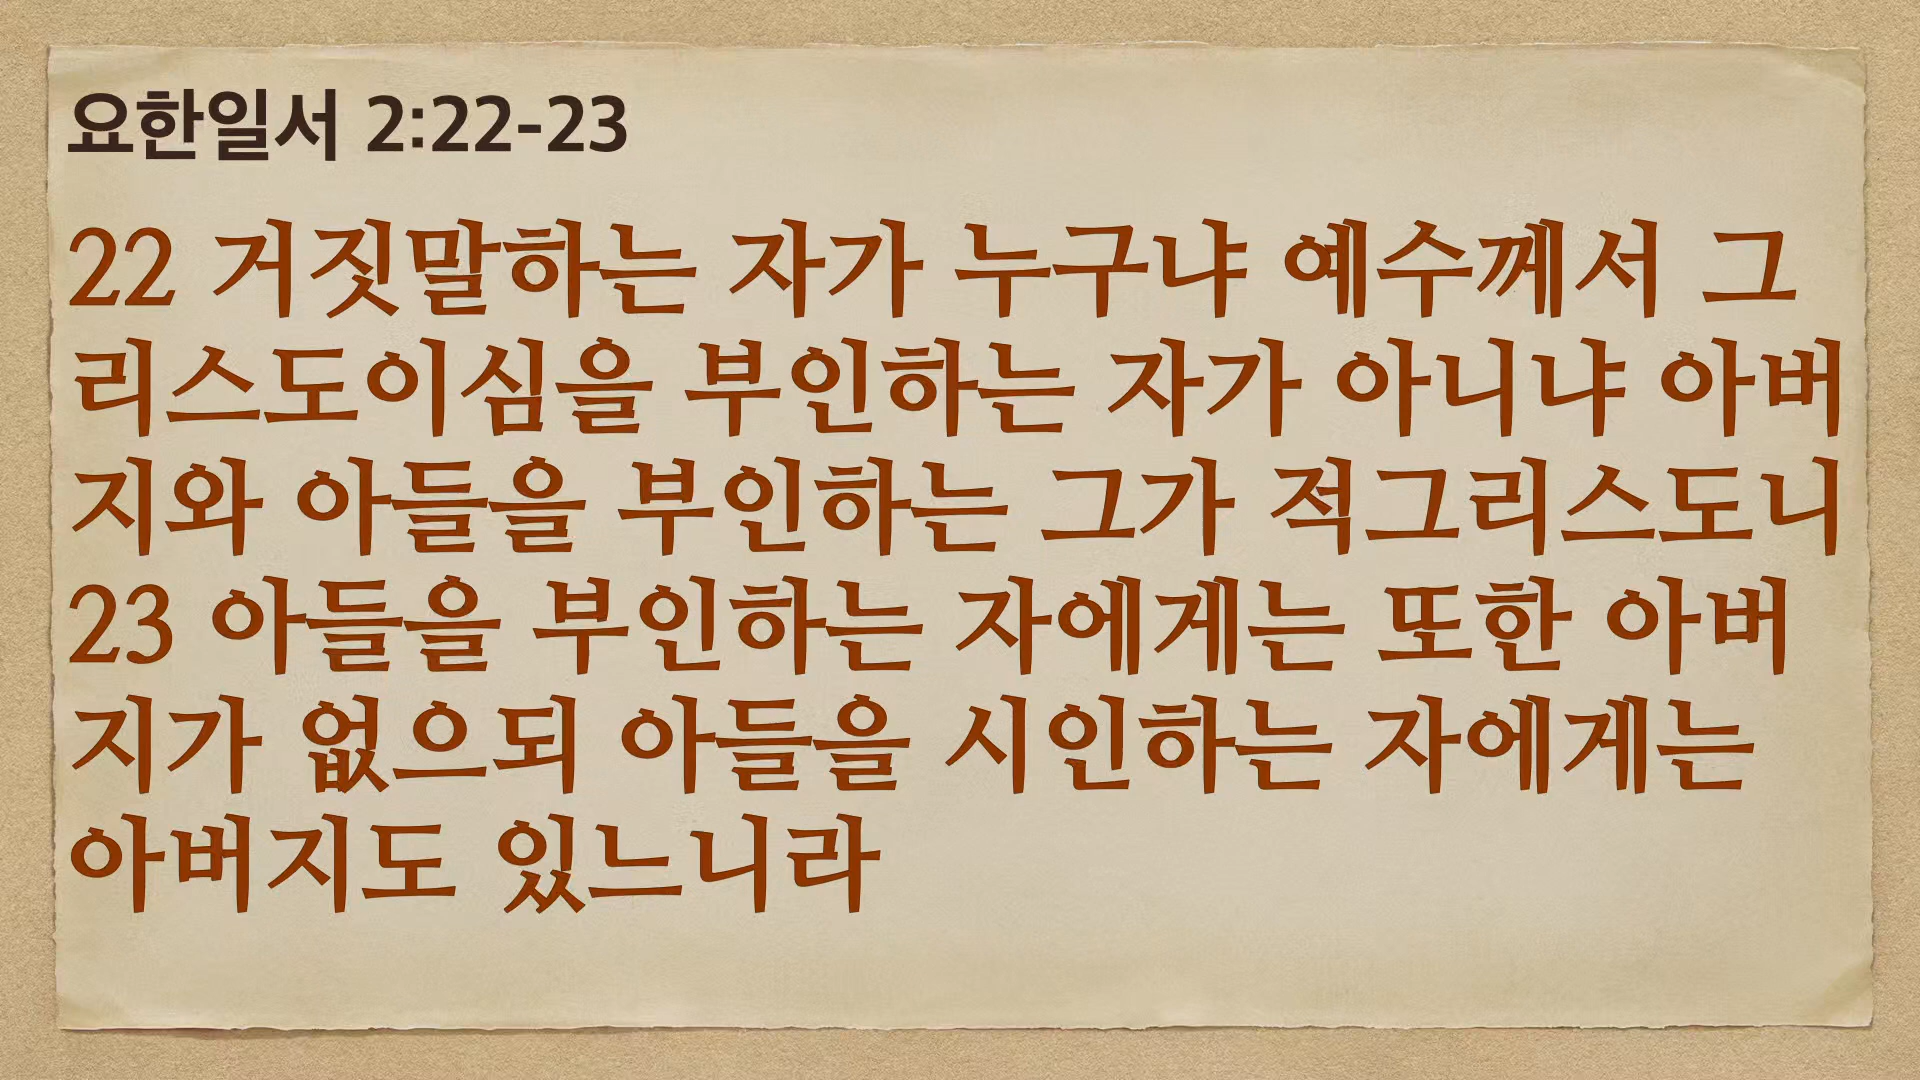 요한일서 2:22-23
22 거짓말하는 자가 누구냐 예수께서 그
리스도이심을 부인하는 자가 아니냐 아버
지와 아들을 부인하는 그가 적그리스도니
23 아들을 부인하는 자에게는 또한 아버
지가 없으되 아들을 시인하는 자에게는
아버지도 있느니라